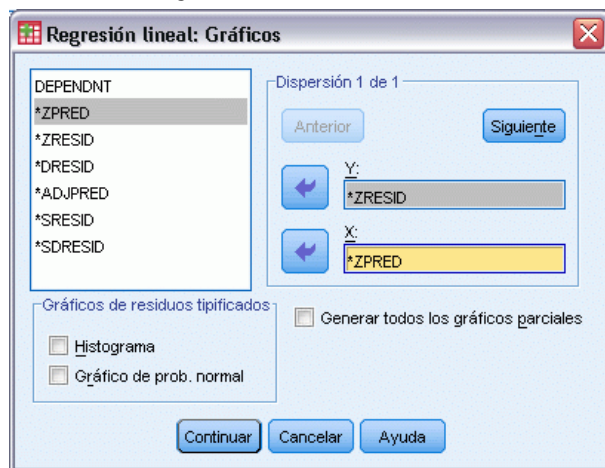 Regresión lineal: Gráficos
DEPENDNT
*ZPRED
*ZRESID
*DRESID
*ADJPRED
*SRESID
*SDRESID
Dispersión 1 de 1
Anterior
Siguiente
Y:
*ZRESID
X:
*ZPRED
Gráficos de residuos tipificados
Histograma
Gráfico de prob. normal
Generar todos los gráficos parciales
Continuar
Cancelar
Ayuda